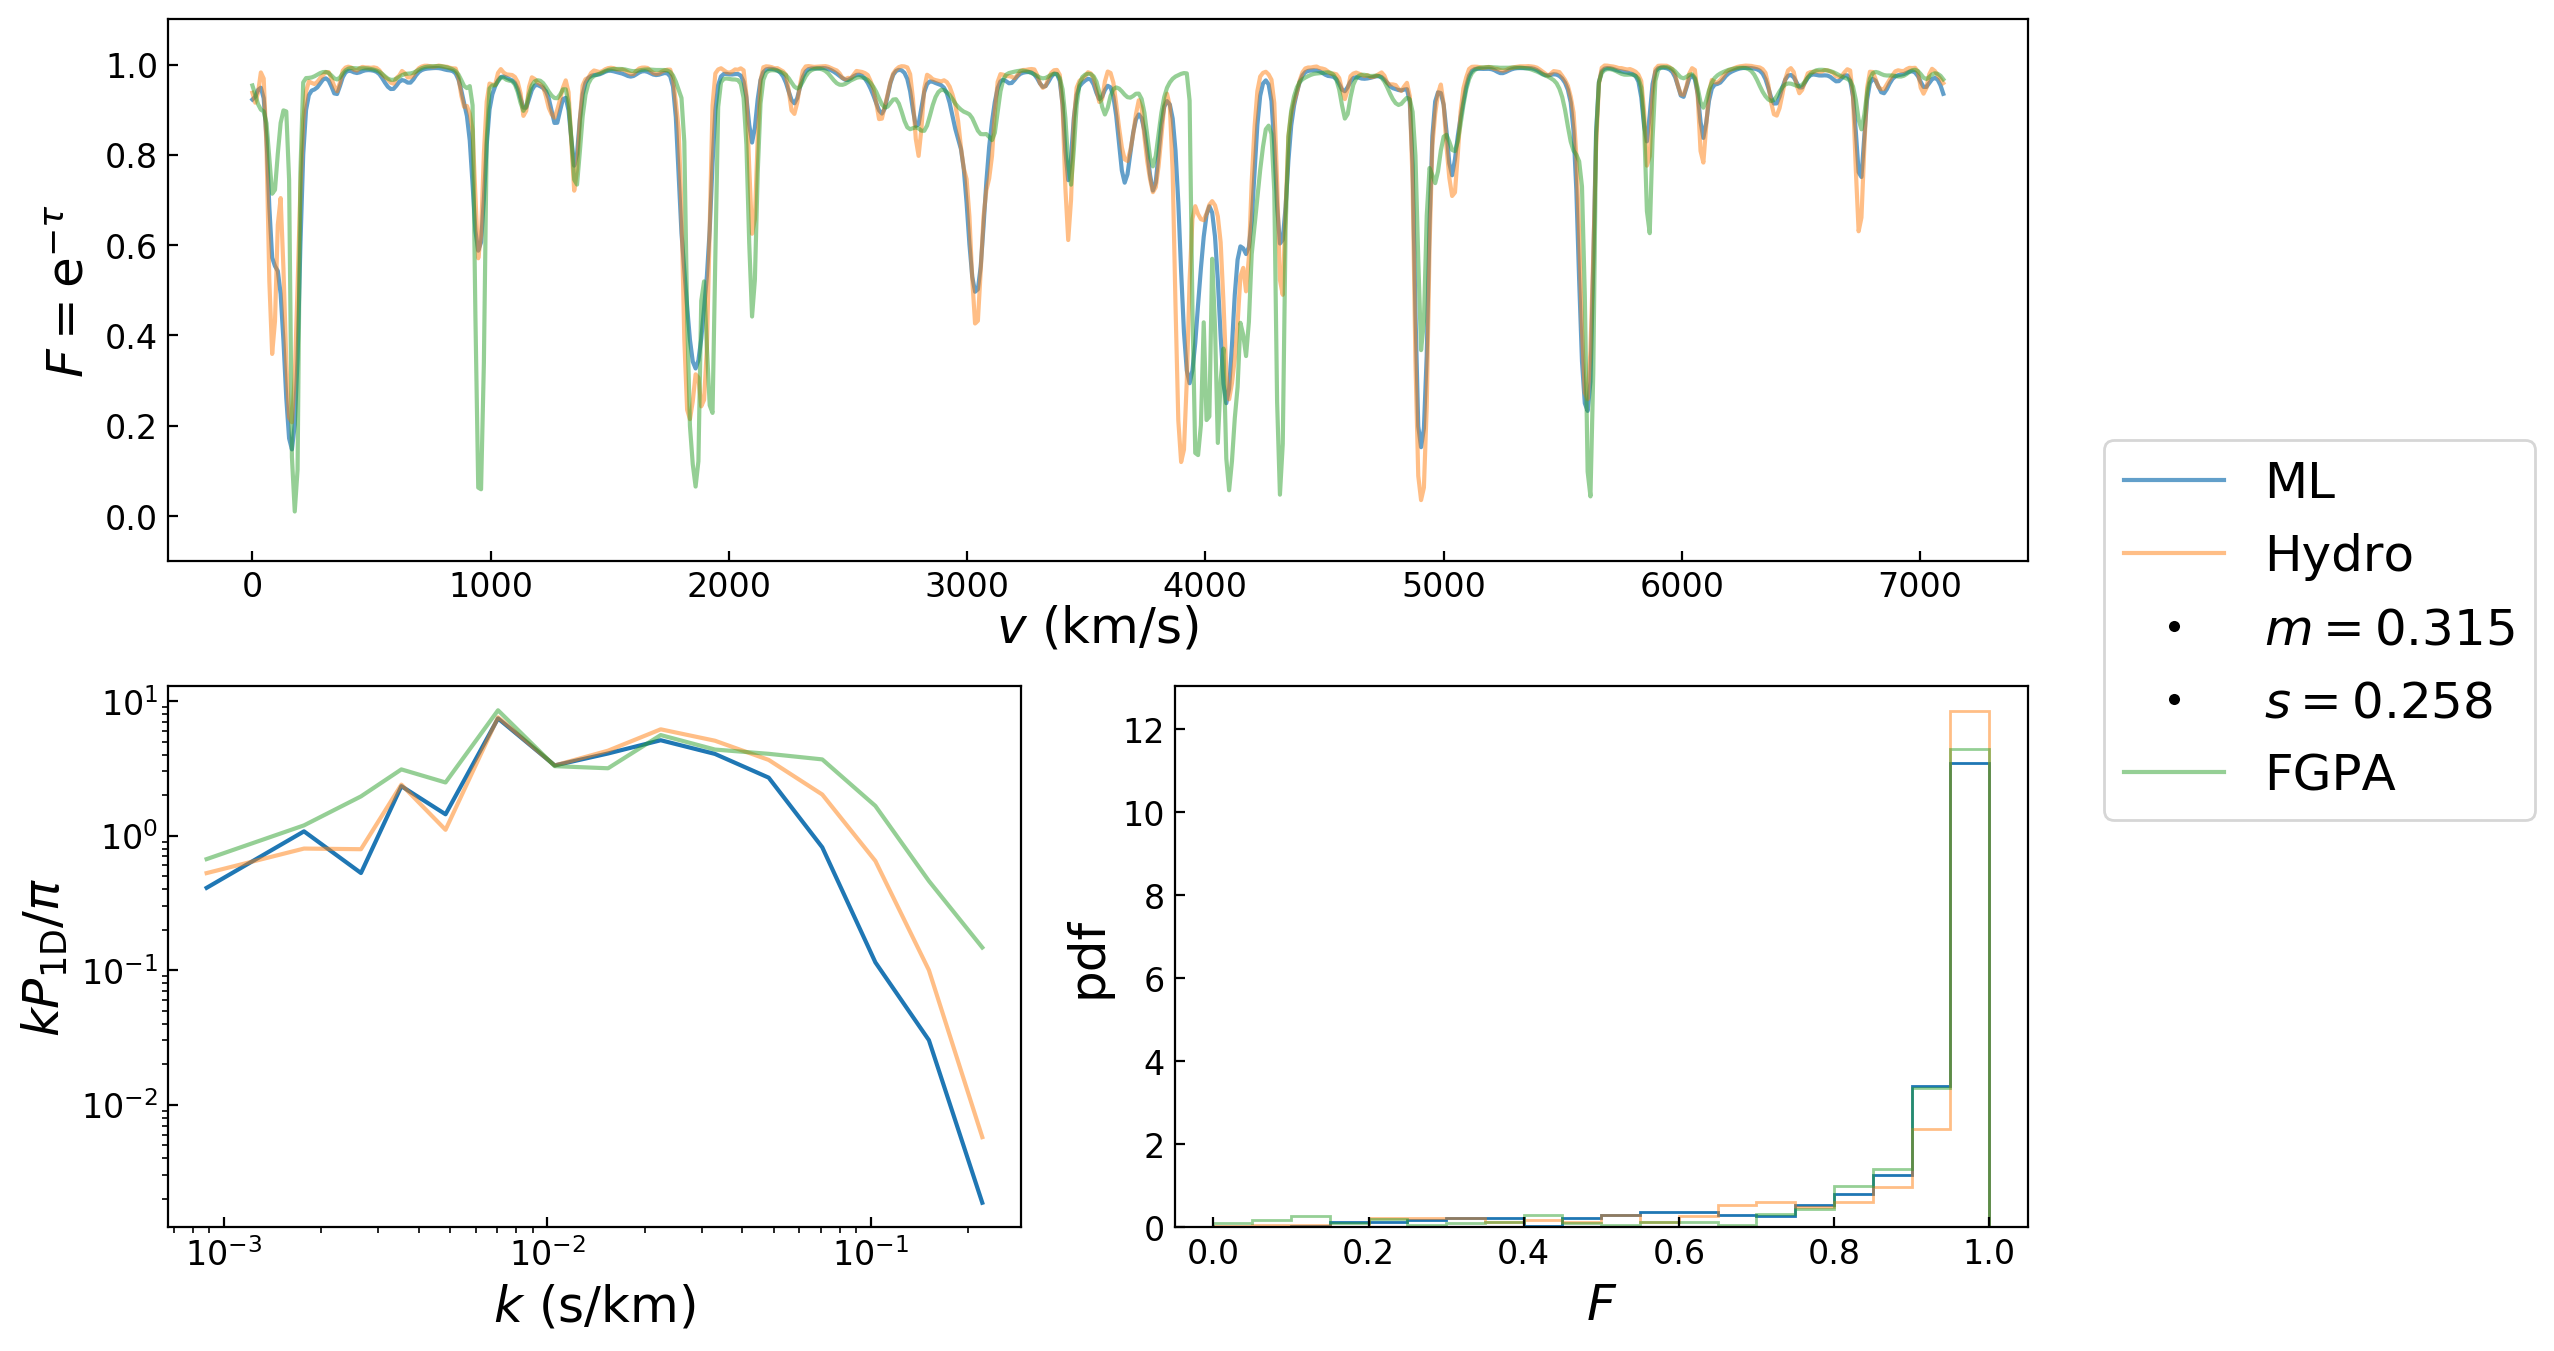 F = e^{-τ}
1.0
0.8
0.6
0.4
0.2
0.0
0 1000 2000 3000 4000 5000 6000 7000
v (km/s)
ML
Hydro
m = 0.315
s = 0.258
FGPA
kP_{1D}/π
10^1
10^0
10^{-1}
10^{-2}
10^{-3} 10^{-2} 10^{-1}
k (s/km)
pdf
12
10
8
6
4
2
0
0.0 0.2 0.4 0.6 0.8 1.0
F